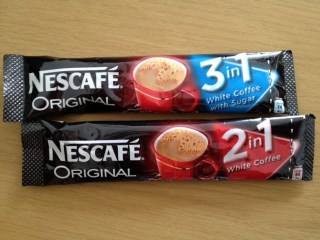 NESCAFÉ
ORIGINAL
3 in 1
White Coffee
with Sugar
NESCAFÉ
ORIGINAL
2 in 1
White Coffee